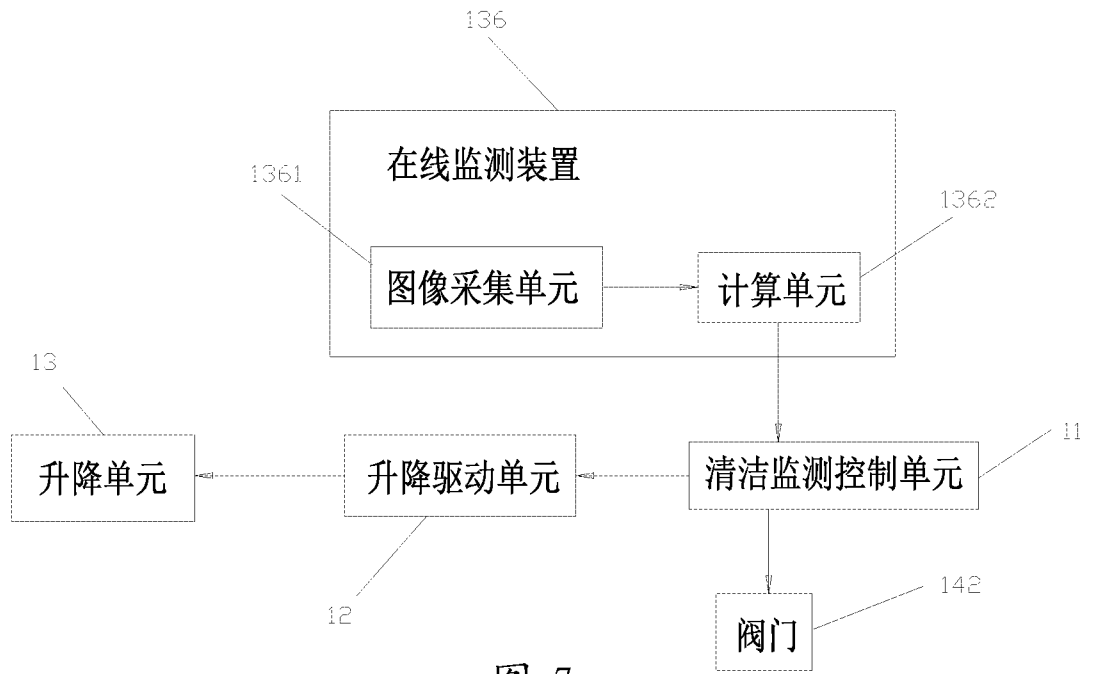 136
在线监测装置
1361
1362
图像采集单元
计算单元
13
11
升降单元
升降驱动单元
清洁监测控制单元
12
142
阀门
图 7